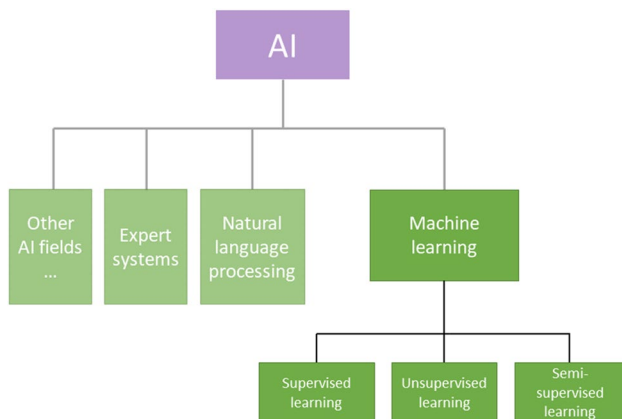 AI
Other
AI fields
...
Expert
systems
Natural
language
processing
Machine
learning
Supervised
learning
Unsupervised
learning
Semi-
supervised
learning